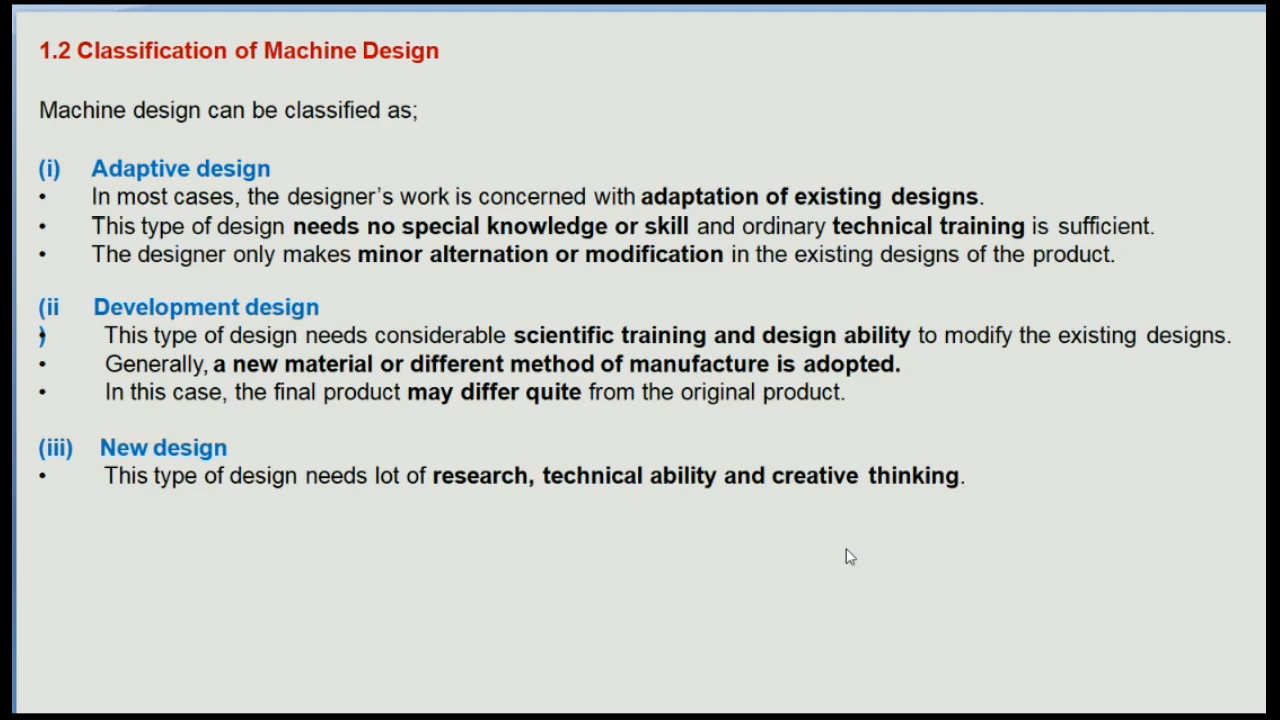 1.2 Classification of Machine Design
Machine design can be classified as;
(i) Adaptive design
• In most cases, the designer's work is concerned with adaptation of existing designs.
• This type of design needs no special knowledge or skill and ordinary technical training is sufficient.
• The designer only makes minor alternation or modification in the existing designs of the product.
(ii Development design
)
• This type of design needs considerable scientific training and design ability to modify the existing designs.
• Generally, a new material or different method of manufacture is adopted.
• In this case, the final product may differ quite from the original product.
(iii) New design
• This type of design needs lot of research, technical ability and creative thinking.